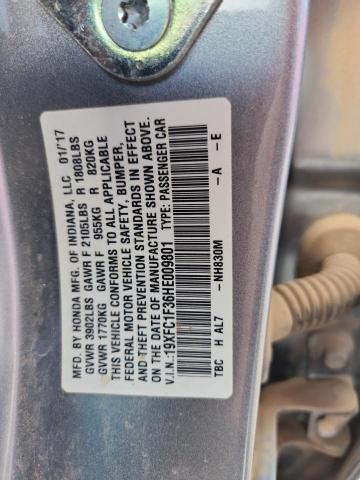 MFD. BY HONDA MFG. OF INDIANA, LLC 01/'17
GVWR 3902LBS GAWR F 2105LBS R 1808LBS
GVWR 1770KG GAWR F 955KG R 820KG
THIS VEHICLE CONFORMS TO ALL APPLICABLE
FEDERAL MOTOR VEHICLE SAFETY, BUMPER,
AND THEFT PREVENTION STANDARDS IN EFFECT
ON THE DATE OF MANUFACTURE SHOWN ABOVE.
V.I.N.:19XFC1F36HE009801 TYPE: PASSENGER CAR
-NH830M -A -E
TBC H AL7